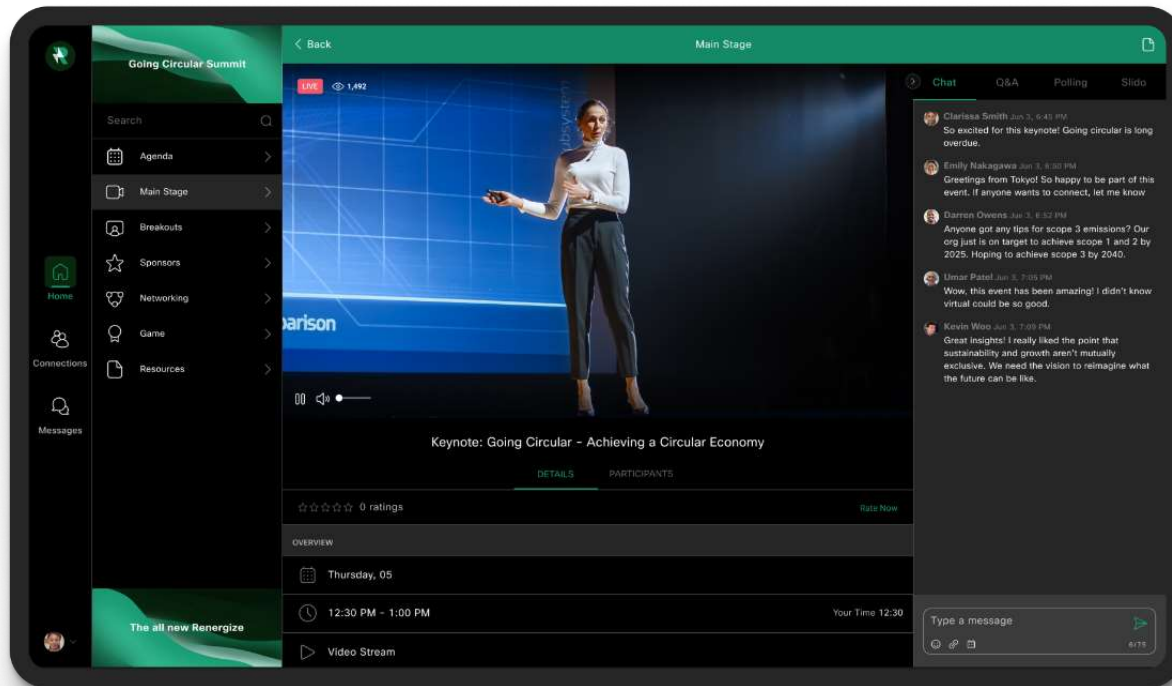 Going Circular Summit
Search
Agenda
Main Stage
Breakouts
Sponsors
Networking
Game
Resources
Home
Connections
Messages
The all new Renergize
Back
Main Stage
LIVE 1,492
bsystem
parison
Keynote: Going Circular - Achieving a Circular Economy
DETAILS PARTICIPANTS
0 ratings Rate Now
OVERVIEW
Thursday, 05
12:30 PM - 1:00 PM Your Time 12:30
Video Stream
Chat Q&A Polling Slido
Clarissa Smith Jun 3, 6:45 PM
So excited for this keynote! Going circular is long
overdue.
Emily Nakagawa Jun 3, 6:50 PM
Greetings from Tokyo! So happy to be part of this
event. If anyone wants to connect, let me know
Darren Owens Jun 3, 6:52 PM
Anyone got any tips for scope 3 emissions? Our
org just is on target to achieve scope 1 and 2 by
2025. Hoping to achieve scope 3 by 2040.
Umar Patel Jun 3, 7:05 PM
Wow, this event has been amazing! I didn't know
virtual could be so good.
Kevin Woo Jun 3, 7:09 PM
Great insights! I really liked the point that
sustainability and growth aren't mutually
exclusive. We need the vision to reimagine what
the future can be like.
Type a message
6/75